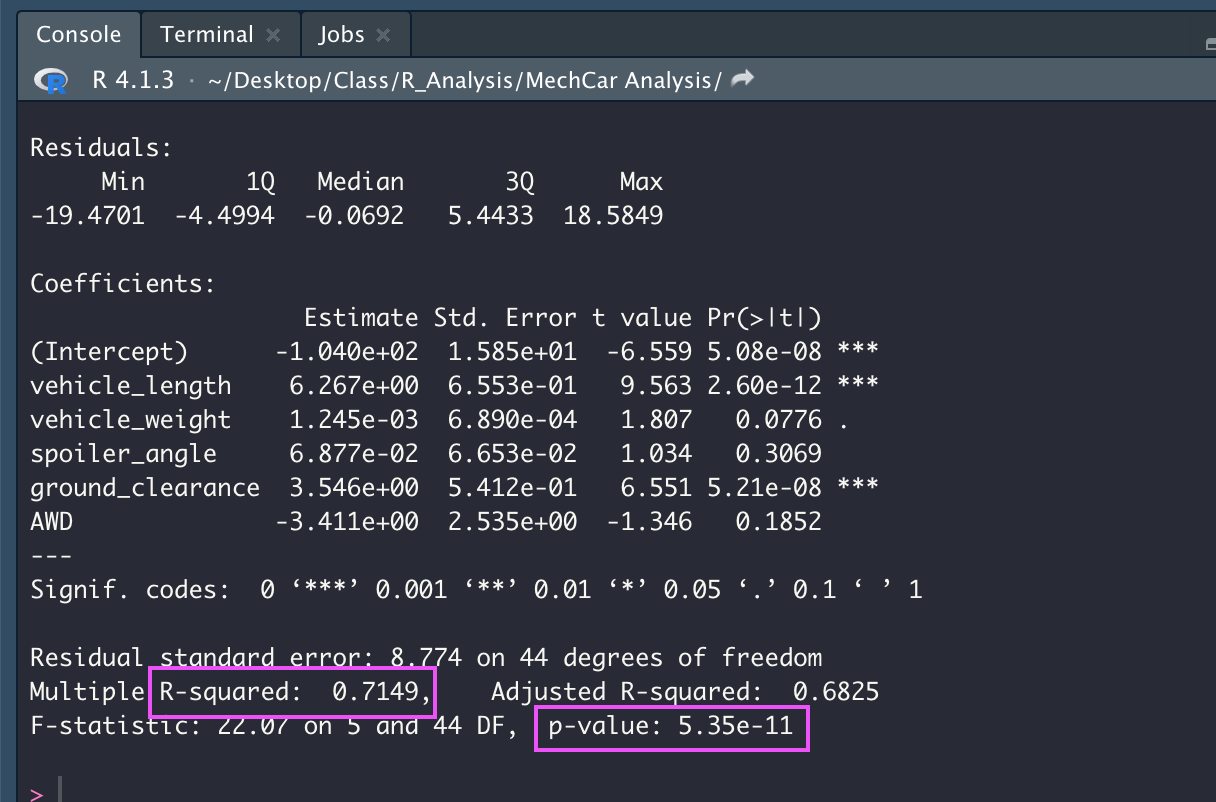 Console Terminal × Jobs ×
R R 4.1.3 · ~/Desktop/Class/R_Analysis/MechCar Analysis/
Residuals:
     Min       1Q   Median       3Q      Max
-19.4701  -4.4994  -0.0692   5.4433  18.5849
Coefficients:
                   Estimate Std. Error t value Pr(>|t|)
(Intercept)      -1.040e+02  1.585e+01  -6.559 5.08e-08 ***
vehicle_length    6.267e+00  6.553e-01   9.563 2.60e-12 ***
vehicle_weight    1.245e-03  6.890e-04   1.807   0.0776 .
spoiler_angle     6.877e-02  6.653e-02   1.034   0.3069
ground_clearance  3.546e+00  5.412e-01   6.551 5.21e-08 ***
AWD              -3.411e+00  2.535e+00  -1.346   0.1852
---
Signif. codes:  0 ‘***’ 0.001 ‘**’ 0.01 ‘*’ 0.05 ‘.’ 0.1 ‘ ’ 1
Residual standard error: 8.774 on 44 degrees of freedom
Multiple R-squared:  0.7149,    Adjusted R-squared:  0.6825
F-statistic: 22.07 on 5 and 44 DF,  p-value: 5.35e-11
>